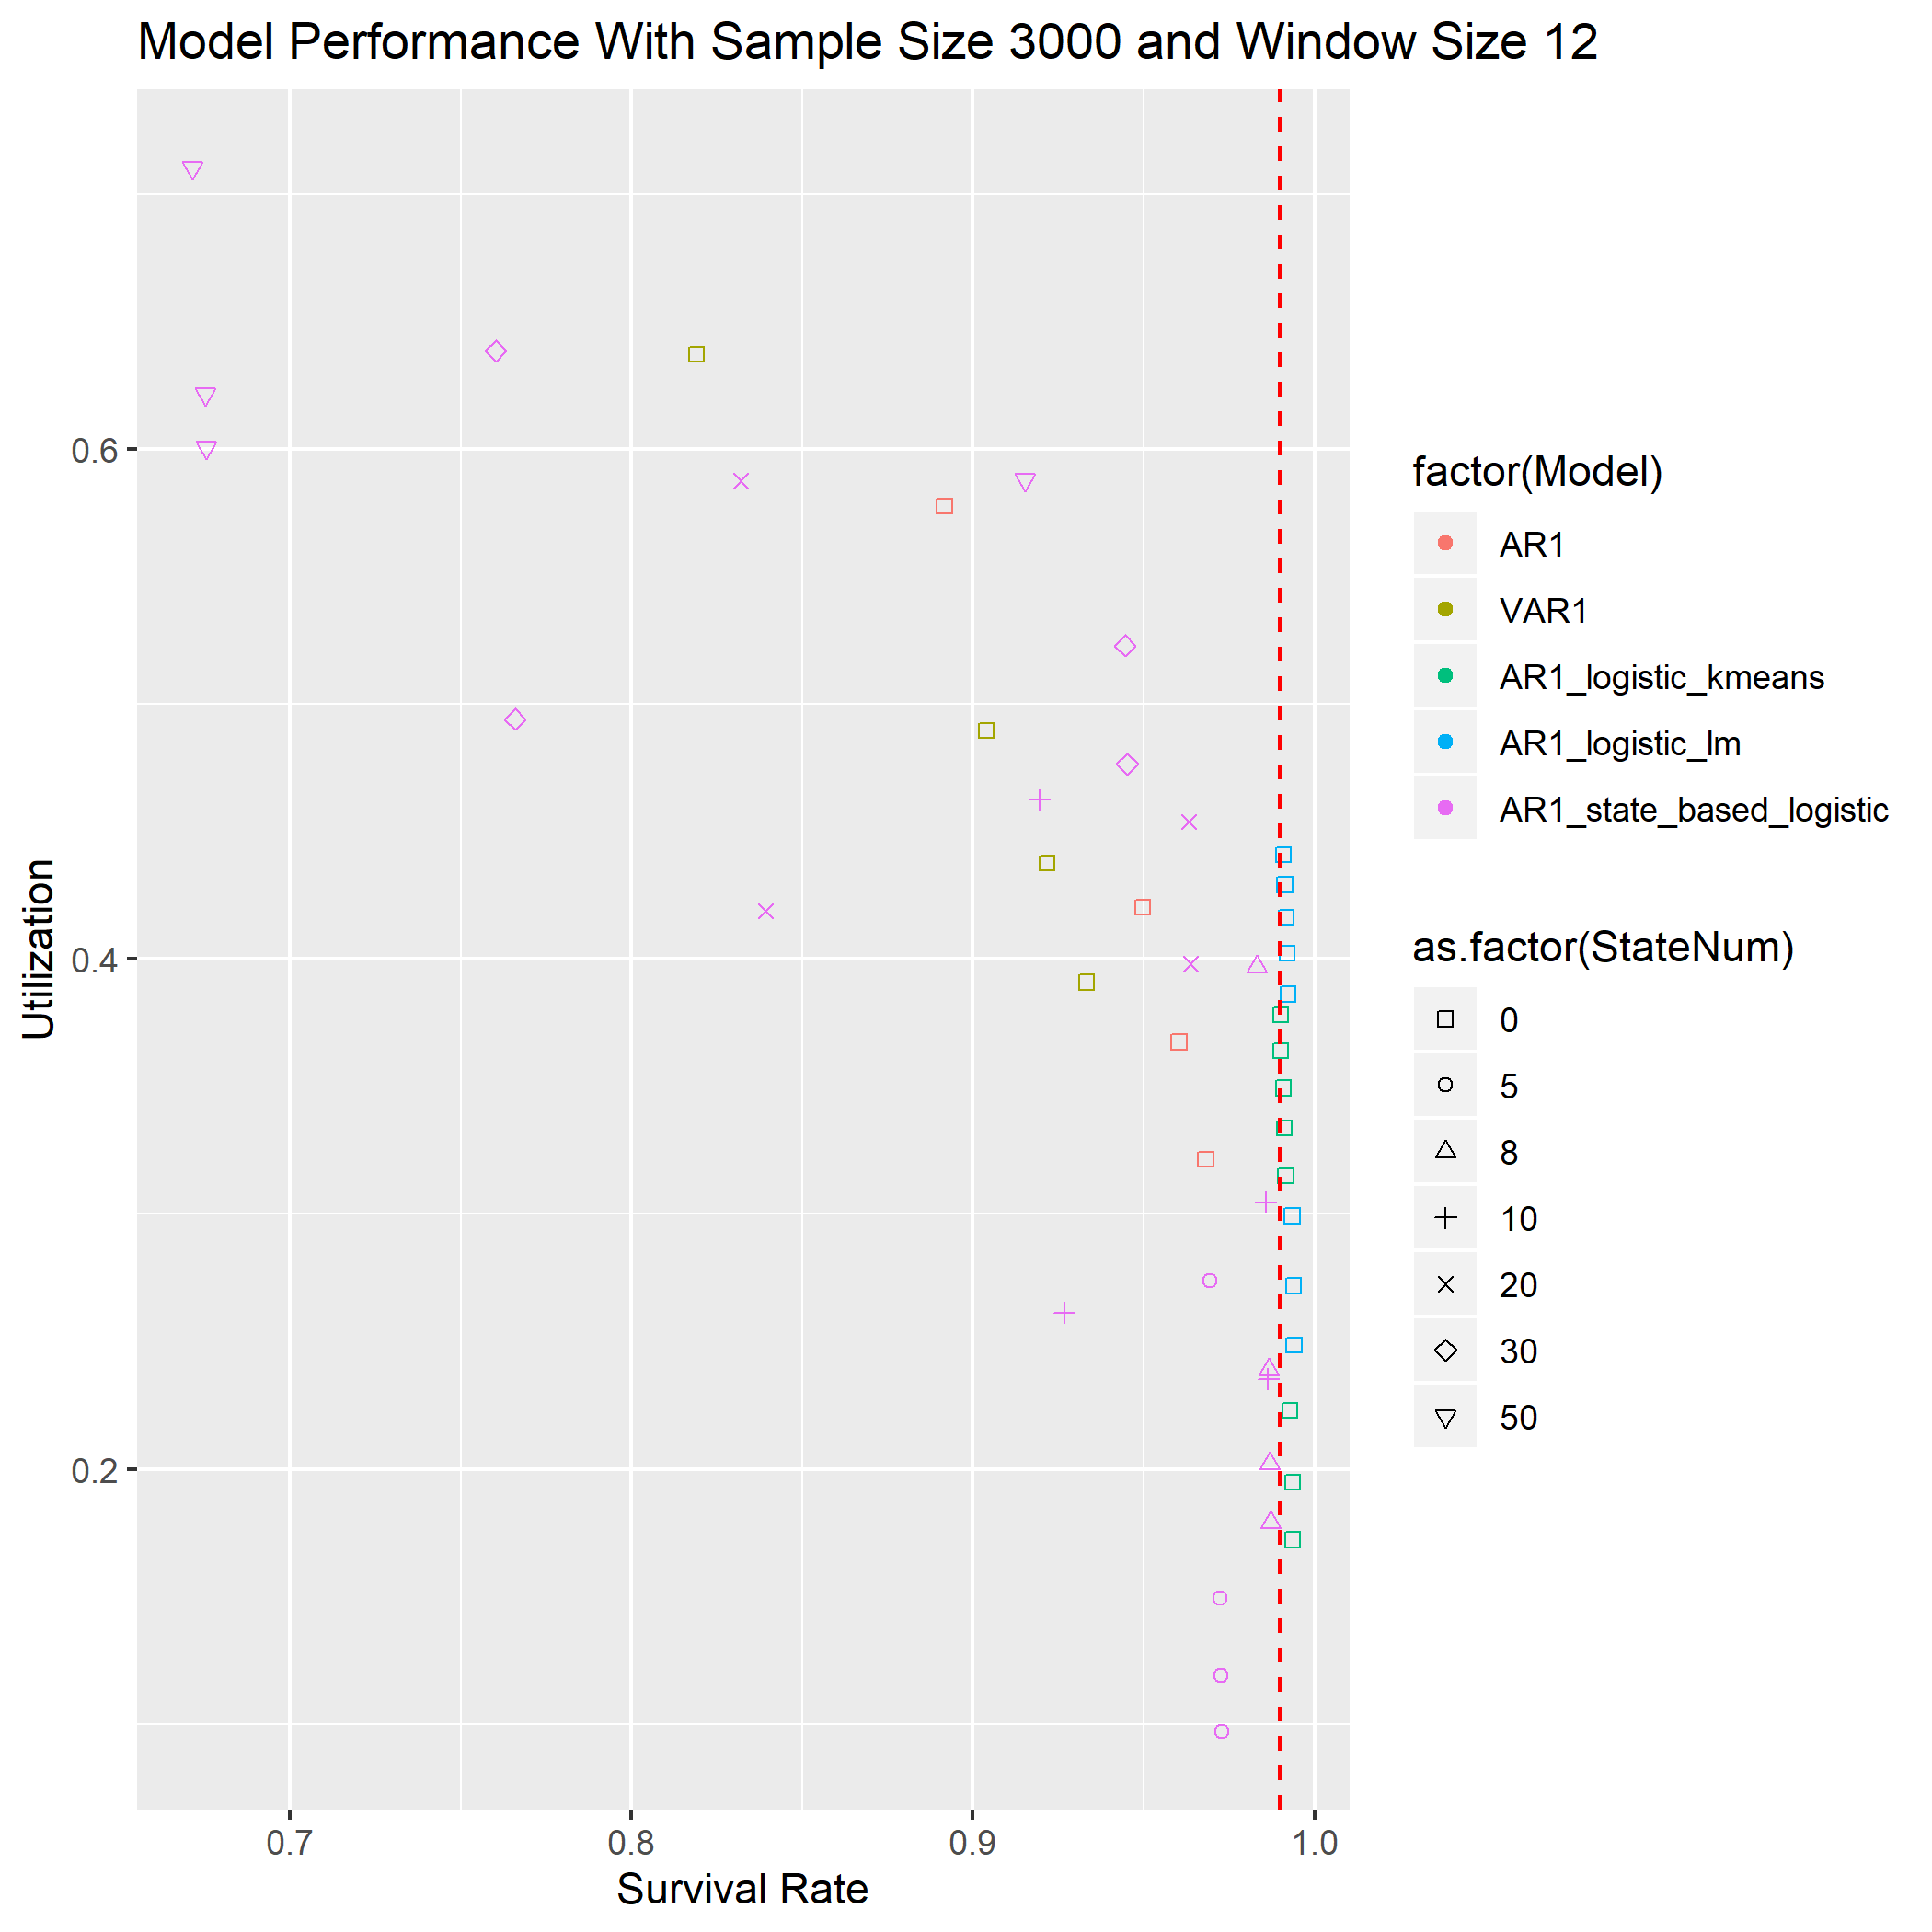 Model Performance With Sample Size 3000 and Window Size 12
Utilization
0.6
0.4
0.2
0.7 0.8 0.9 1.0
Survival Rate
factor(Model)
AR1
VAR1
AR1_logistic_kmeans
AR1_logistic_lm
AR1_state_based_logistic
as.factor(StateNum)
0
5
8
10
20
30
50